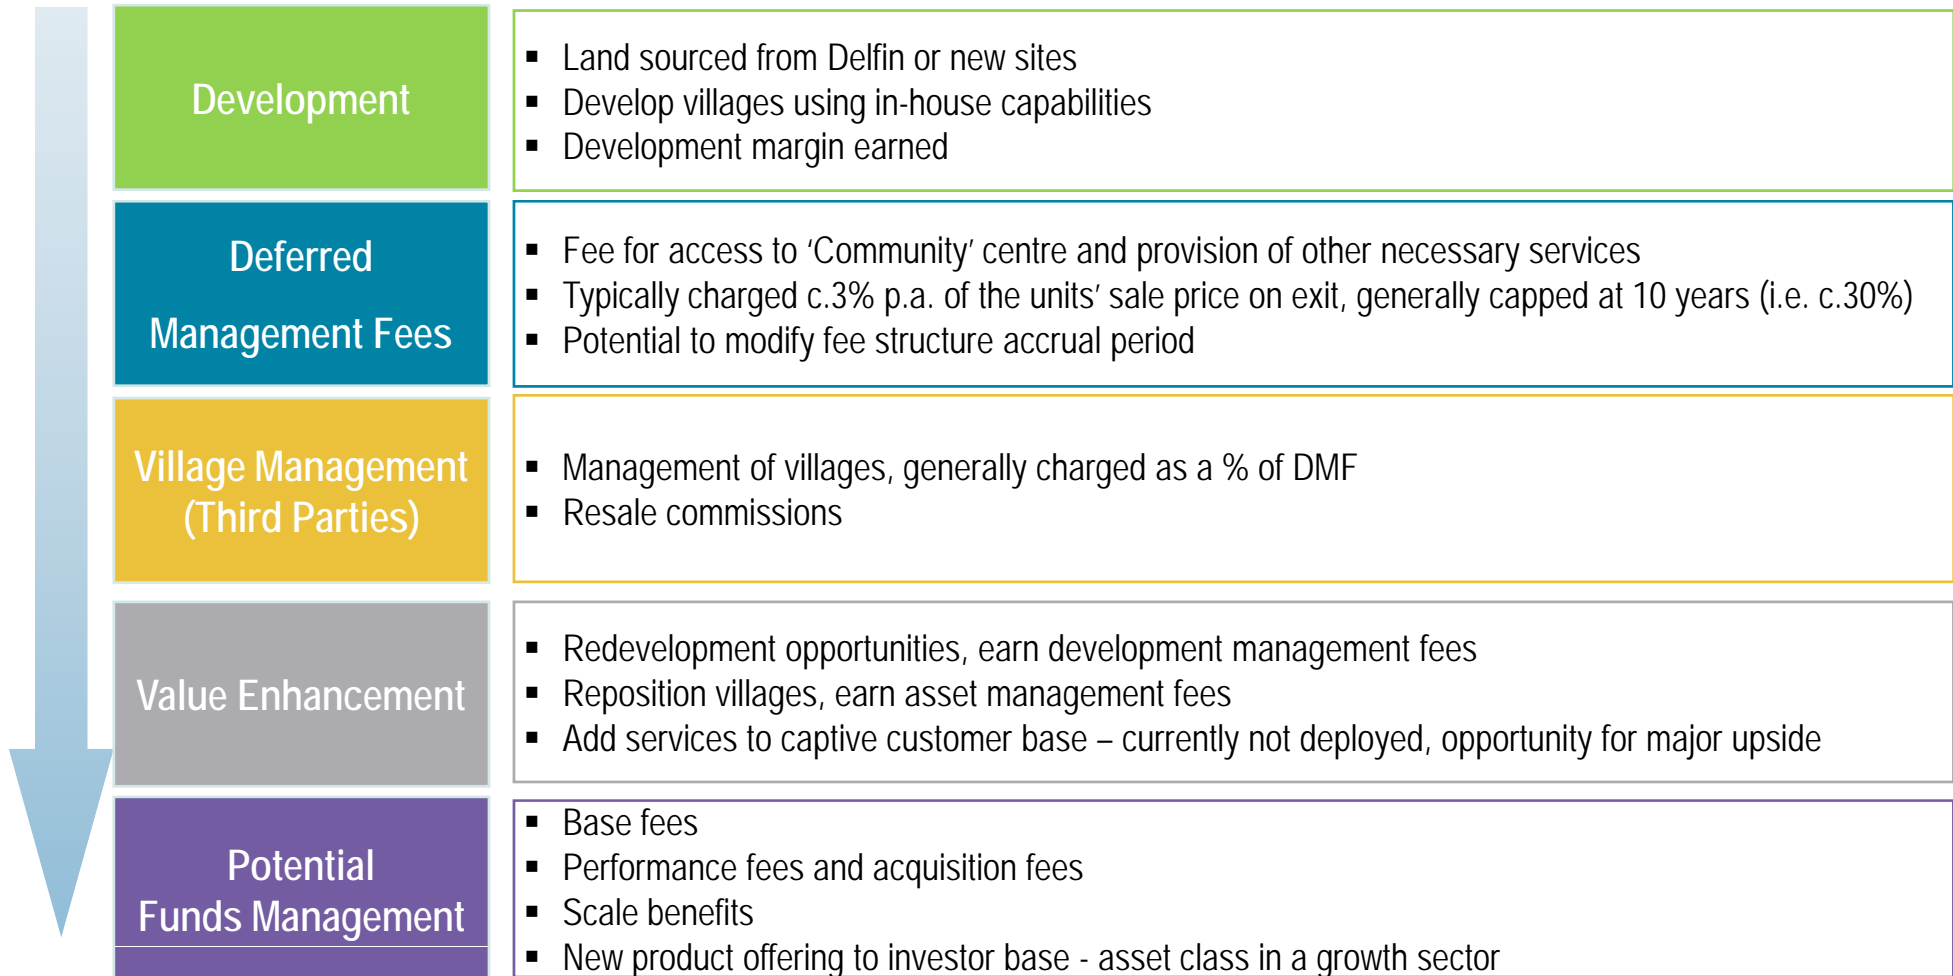 Development
▪ Land sourced from Delfin or new sites
▪ Develop villages using in-house capabilities
▪ Development margin earned
Deferred
Management Fees
▪ Fee for access to ‘Community’ centre and provision of other necessary services
▪ Typically charged c.3% p.a. of the units’ sale price on exit, generally capped at 10 years (i.e. c.30%)
▪ Potential to modify fee structure accrual period
Village Management
(Third Parties)
▪ Management of villages, generally charged as a % of DMF
▪ Resale commissions
Value Enhancement
▪ Redevelopment opportunities, earn development management fees
▪ Reposition villages, earn asset management fees
▪ Add services to captive customer base – currently not deployed, opportunity for major upside
Potential
Funds Management
▪ Base fees
▪ Performance fees and acquisition fees
▪ Scale benefits
▪ New product offering to investor base - asset class in a growth sector